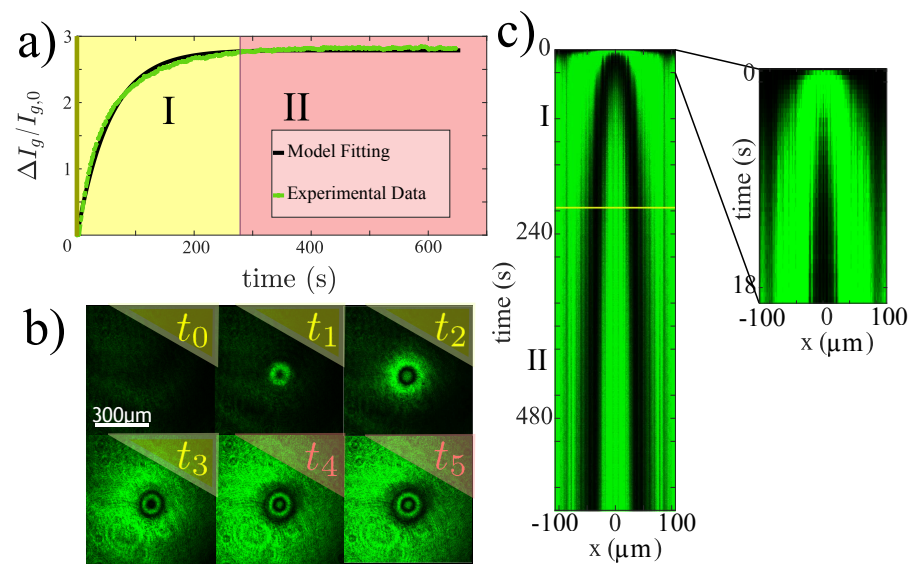 a)
3
2
1
0
ΔI_g/I_{g,0}
I
II
Model Fitting
Experimental Data
200
400
600
time (s)
b)
t_0
t_1
t_2
300μm
t_3
t_4
t_5
c)
0
I
240
II
480
time (s)
-100
0
100
x (μm)
0
18
time (s)
-100
0
100
x (μm)